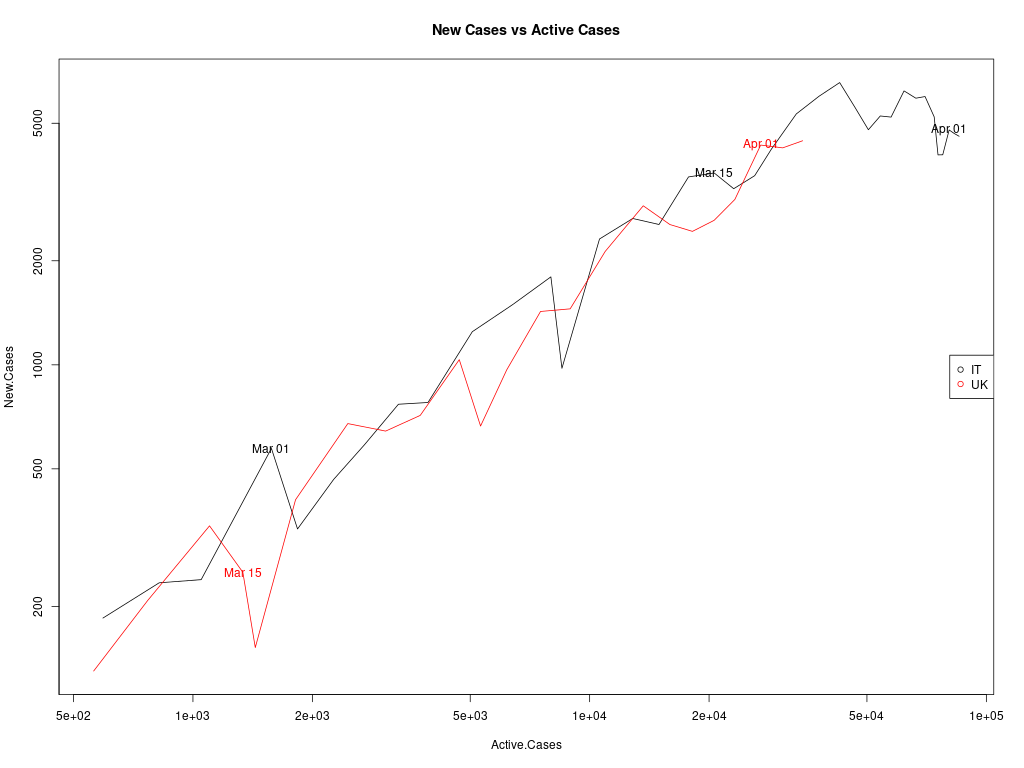 New Cases vs Active Cases
New.Cases
5000
2000
1000
500
200
Apr 01
Apr 01
Mar 15
Mar 01
Mar 15
IT
UK
5e+02 1e+03 2e+03 5e+03 1e+04 2e+04 5e+04 1e+05
Active.Cases